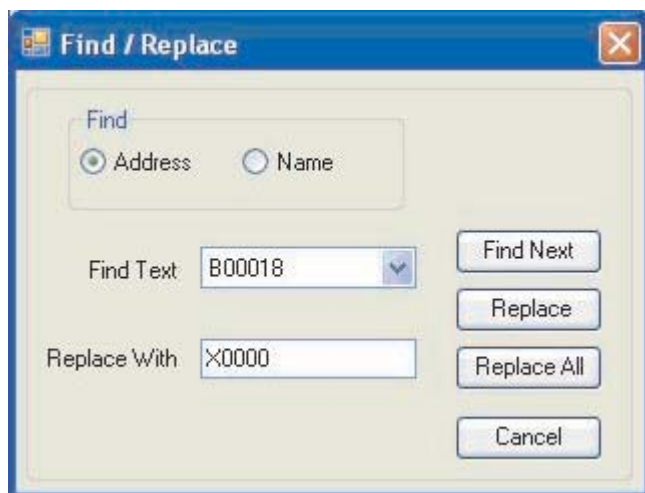 Find / Replace
Find
Address Name
Find Text B00018 Find Next
Replace
Replace With X0000 Replace All
Cancel